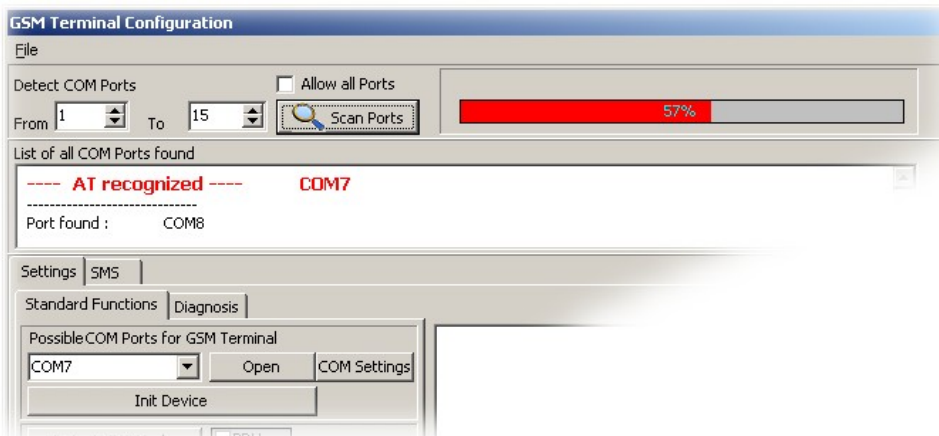 GSM Terminal Configuration
File
Detect COM Ports
Allow all Ports
From 1 To 15 Scan Ports
57%
List of all COM Ports found
---- AT recognized ---- COM7
------------------------------
Port found : COM8
Settings SMS
Standard Functions Diagnosis
Possible COM Ports for GSM Terminal
COM7 Open COM Settings
Init Device